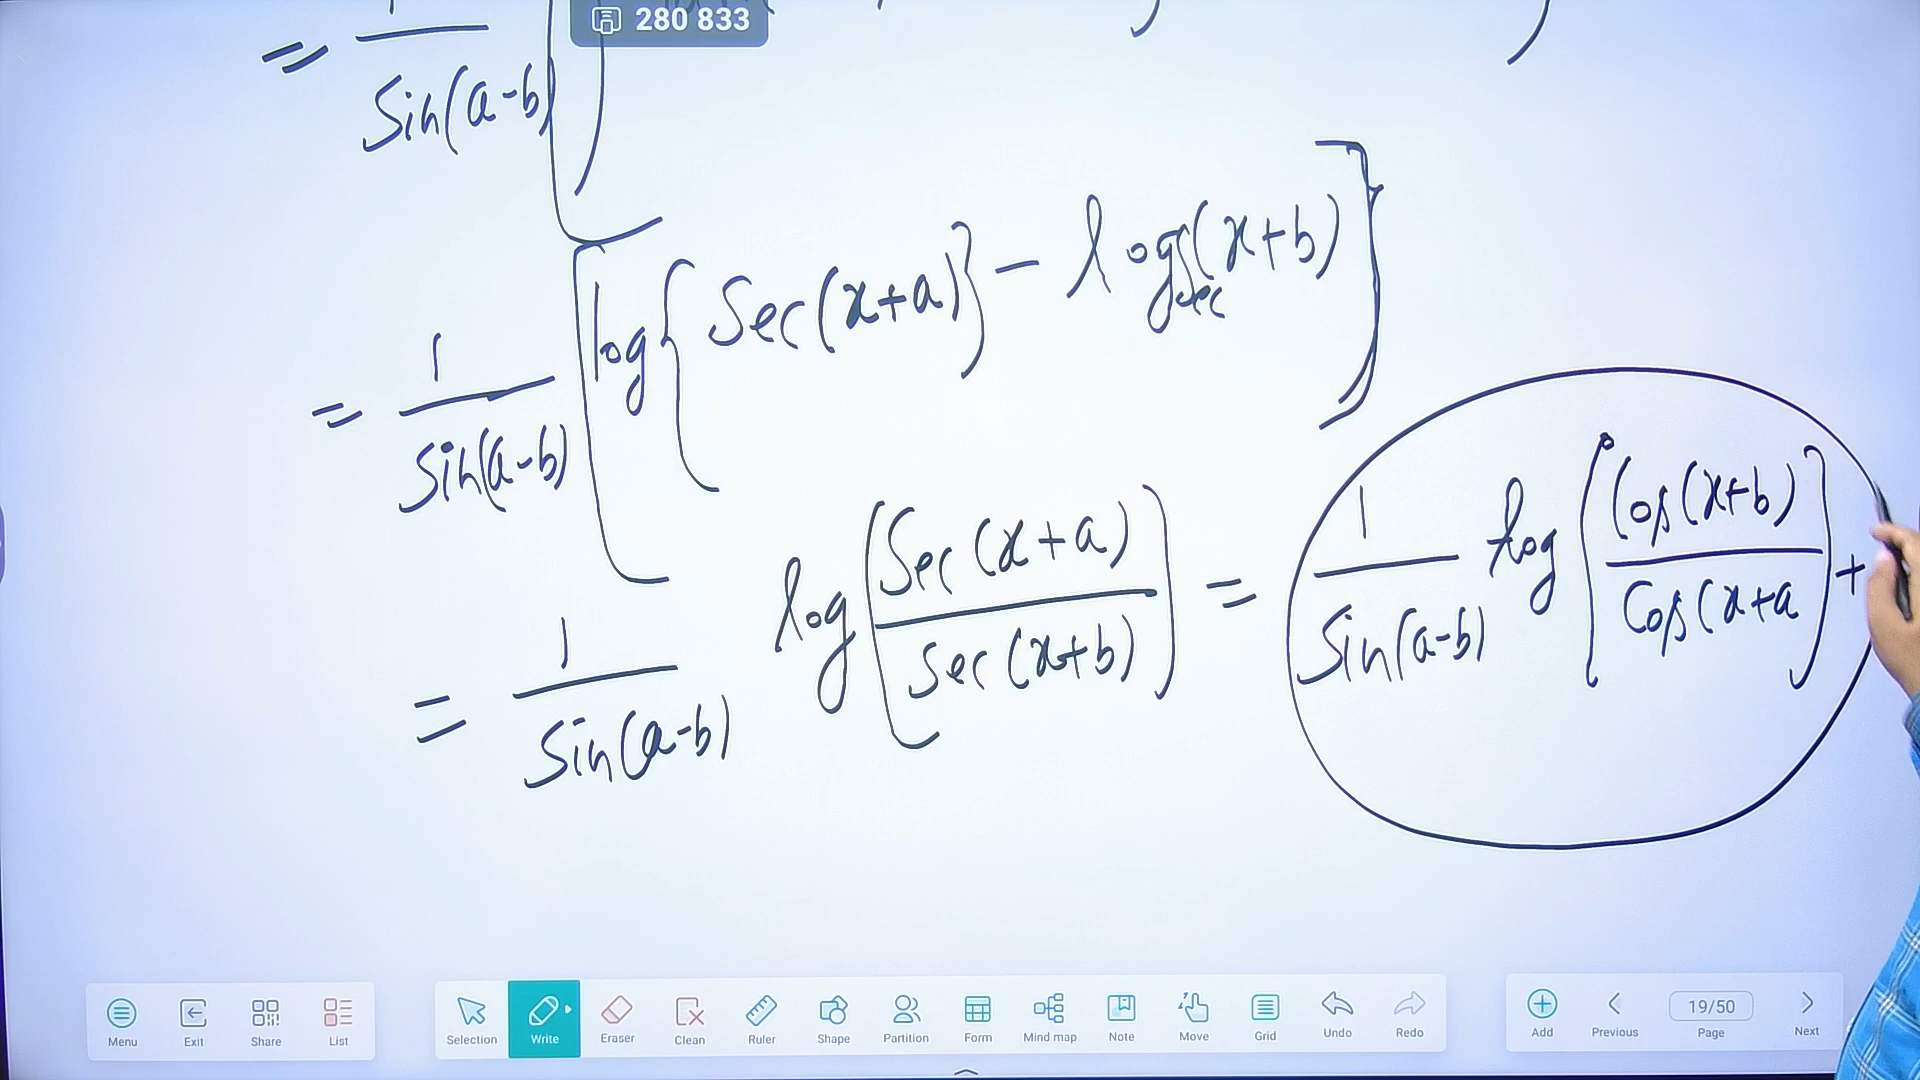 280 833
= 1/Sin(a-b)
= 1/Sin(a-b) [log{Sec(x+a)} - log sec(x+b)]
= 1/Sin(a-b) log[Sec(x+a)/Sec(x+b)] = 1/Sin(a-b) log[Cos(x+b)/Cos(x+a] +
Menu Exit Share List Selection Write Eraser Clean Ruler Shape Partition Form Mind map Note Move Grid Undo Redo Add Previous 19/50 Page Next